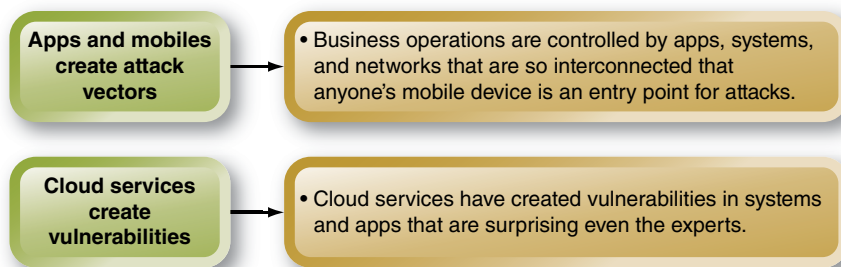 Apps and mobiles
create attack
vectors
• Business operations are controlled by apps, systems,
and networks that are so interconnected that
anyone’s mobile device is an entry point for attacks.
Cloud services
create
vulnerabilities
• Cloud services have created vulnerabilities in systems
and apps that are surprising even the experts.